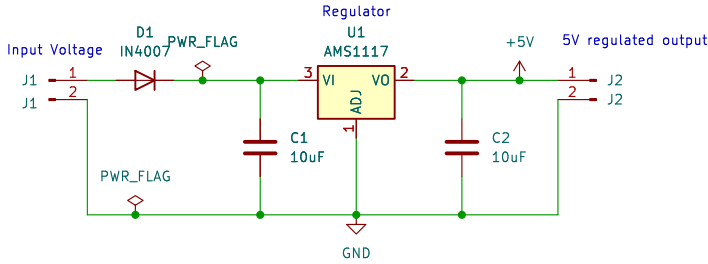 Regulator
D1
U1
IN4007
PWR_FLAG
AMS1117
+5V
5V regulated output
Input Voltage
J1
1
3
VI
VO
2
1
J2
J1
2
ADJ
2
J2
1
C1
10uF
C2
10uF
PWR_FLAG
GND